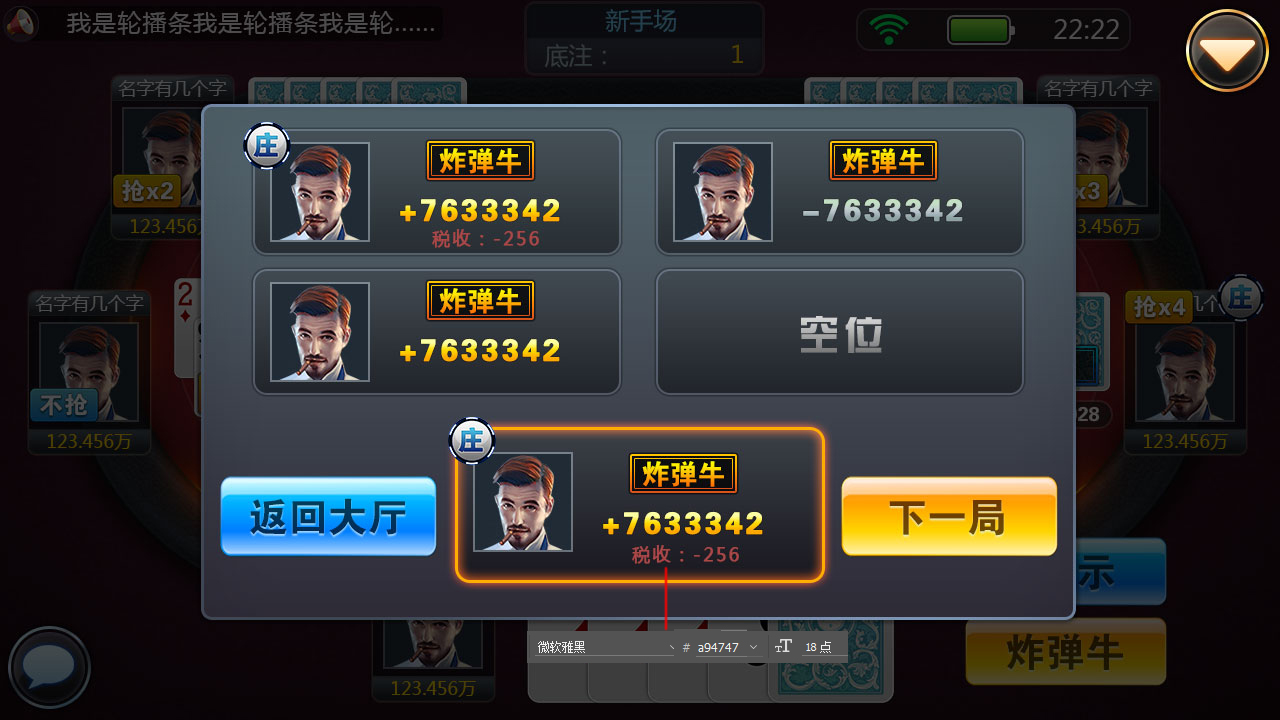 我是轮播条我是轮播条我是轮......
新手场
底注： 1
22:22
名字有几个字
名字有几个字
抢x2
123.456万
x3
3.456万
庄
炸弹牛
+7633342
税收：-256
炸弹牛
-7633342
炸弹牛
+7633342
空位
名字有几个字
不抢
123.456万
2
抢x4
几个
庄
123.456万
028
庄
炸弹牛
+7633342
税收：-256
返回大厅
下一局
示
炸弹牛
123.456万
微软雅黑 # a94747 TT 18 点